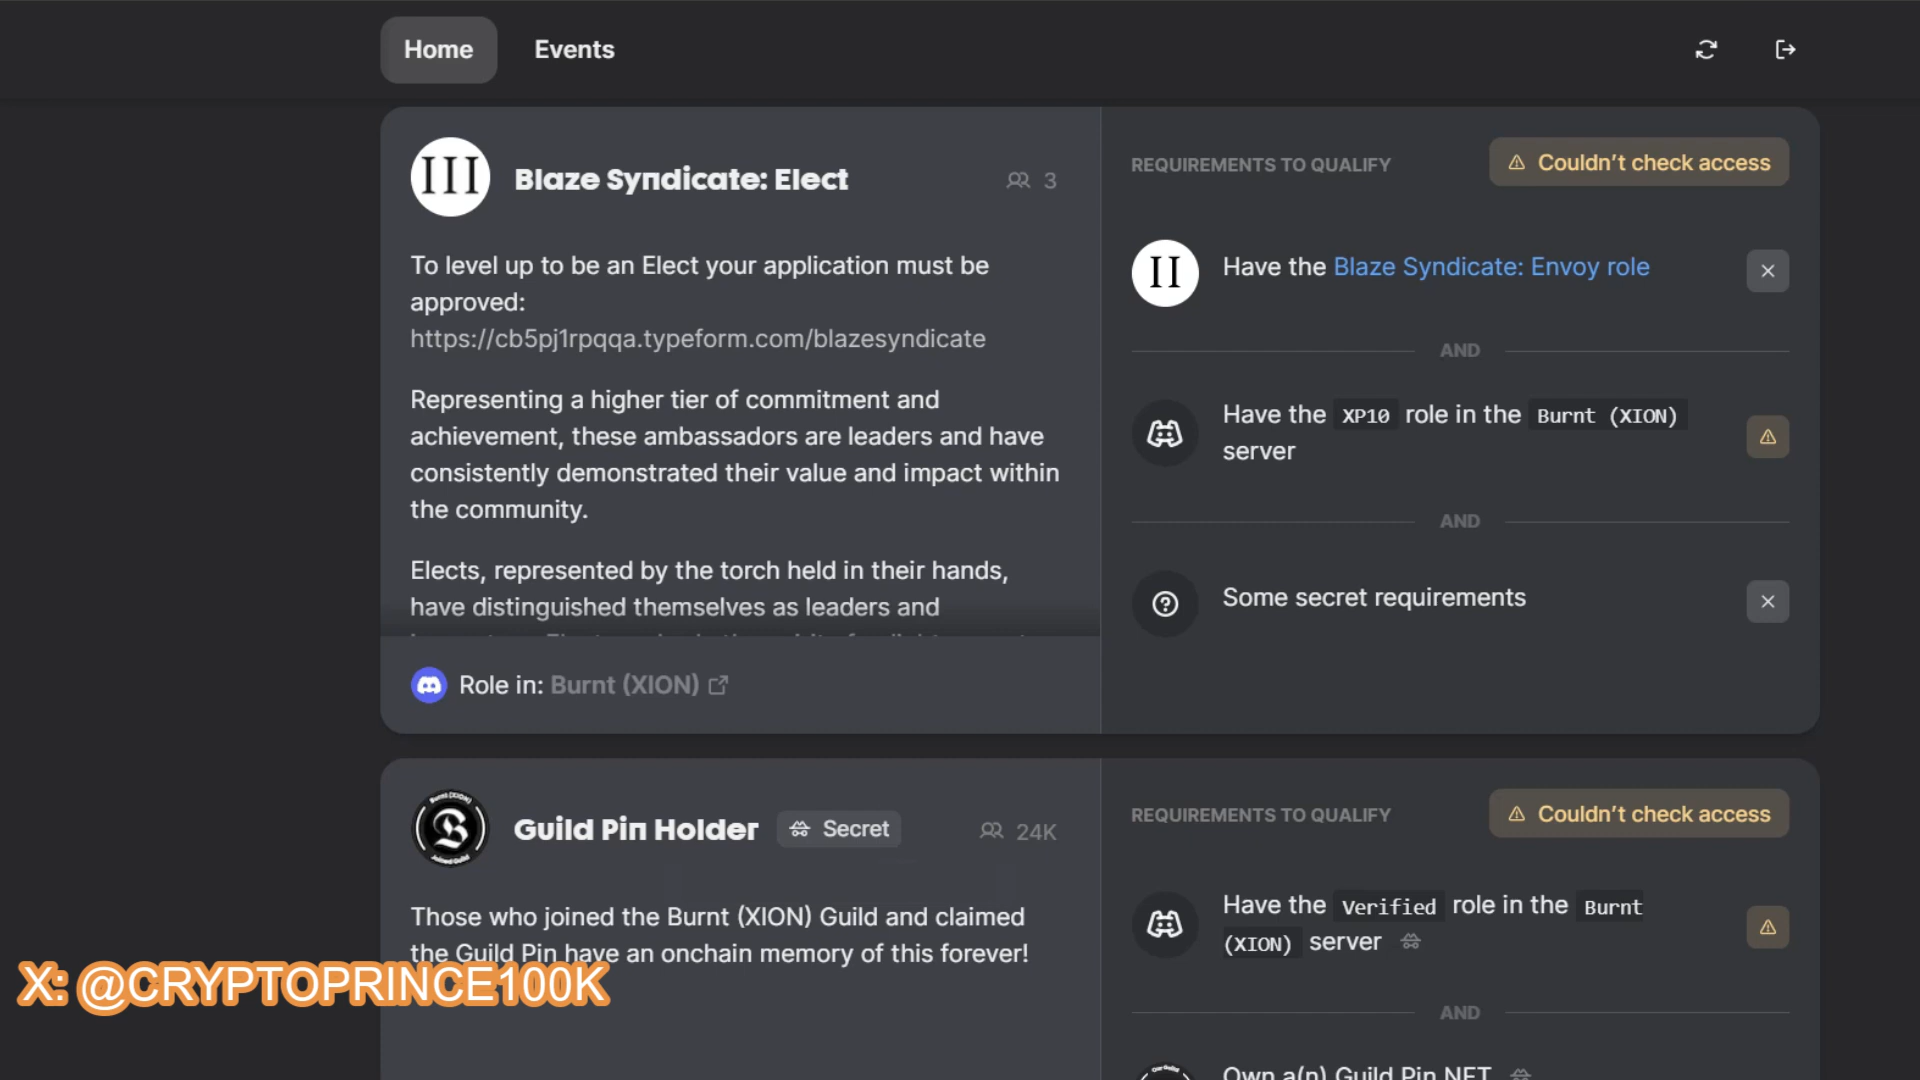 Home
Events
III
Blaze Syndicate: Elect
3
To level up to be an Elect your application must be
approved:
https://cb5pj1rpqqa.typeform.com/blazesyndicate
Representing a higher tier of commitment and
achievement, these ambassadors are leaders and have
consistently demonstrated their value and impact within
the community.
Elects, represented by the torch held in their hands,
have distinguished themselves as leaders and
Role in: Burnt (XION)
REQUIREMENTS TO QUALIFY
Couldn't check access
II
Have the Blaze Syndicate: Envoy role
AND
Have the XP10 role in the Burnt (XION)
server
AND
Some secret requirements
Guild Pin Holder
Secret
24K
Those who joined the Burnt (XION) Guild and claimed
the Guild Pin have an onchain memory of this forever!
REQUIREMENTS TO QUALIFY
Couldn't check access
Have the Verified role in the Burnt
(XION) server
AND
Own a(n) Guild Pin NFT
X: @CRYPTOPRINCE100K